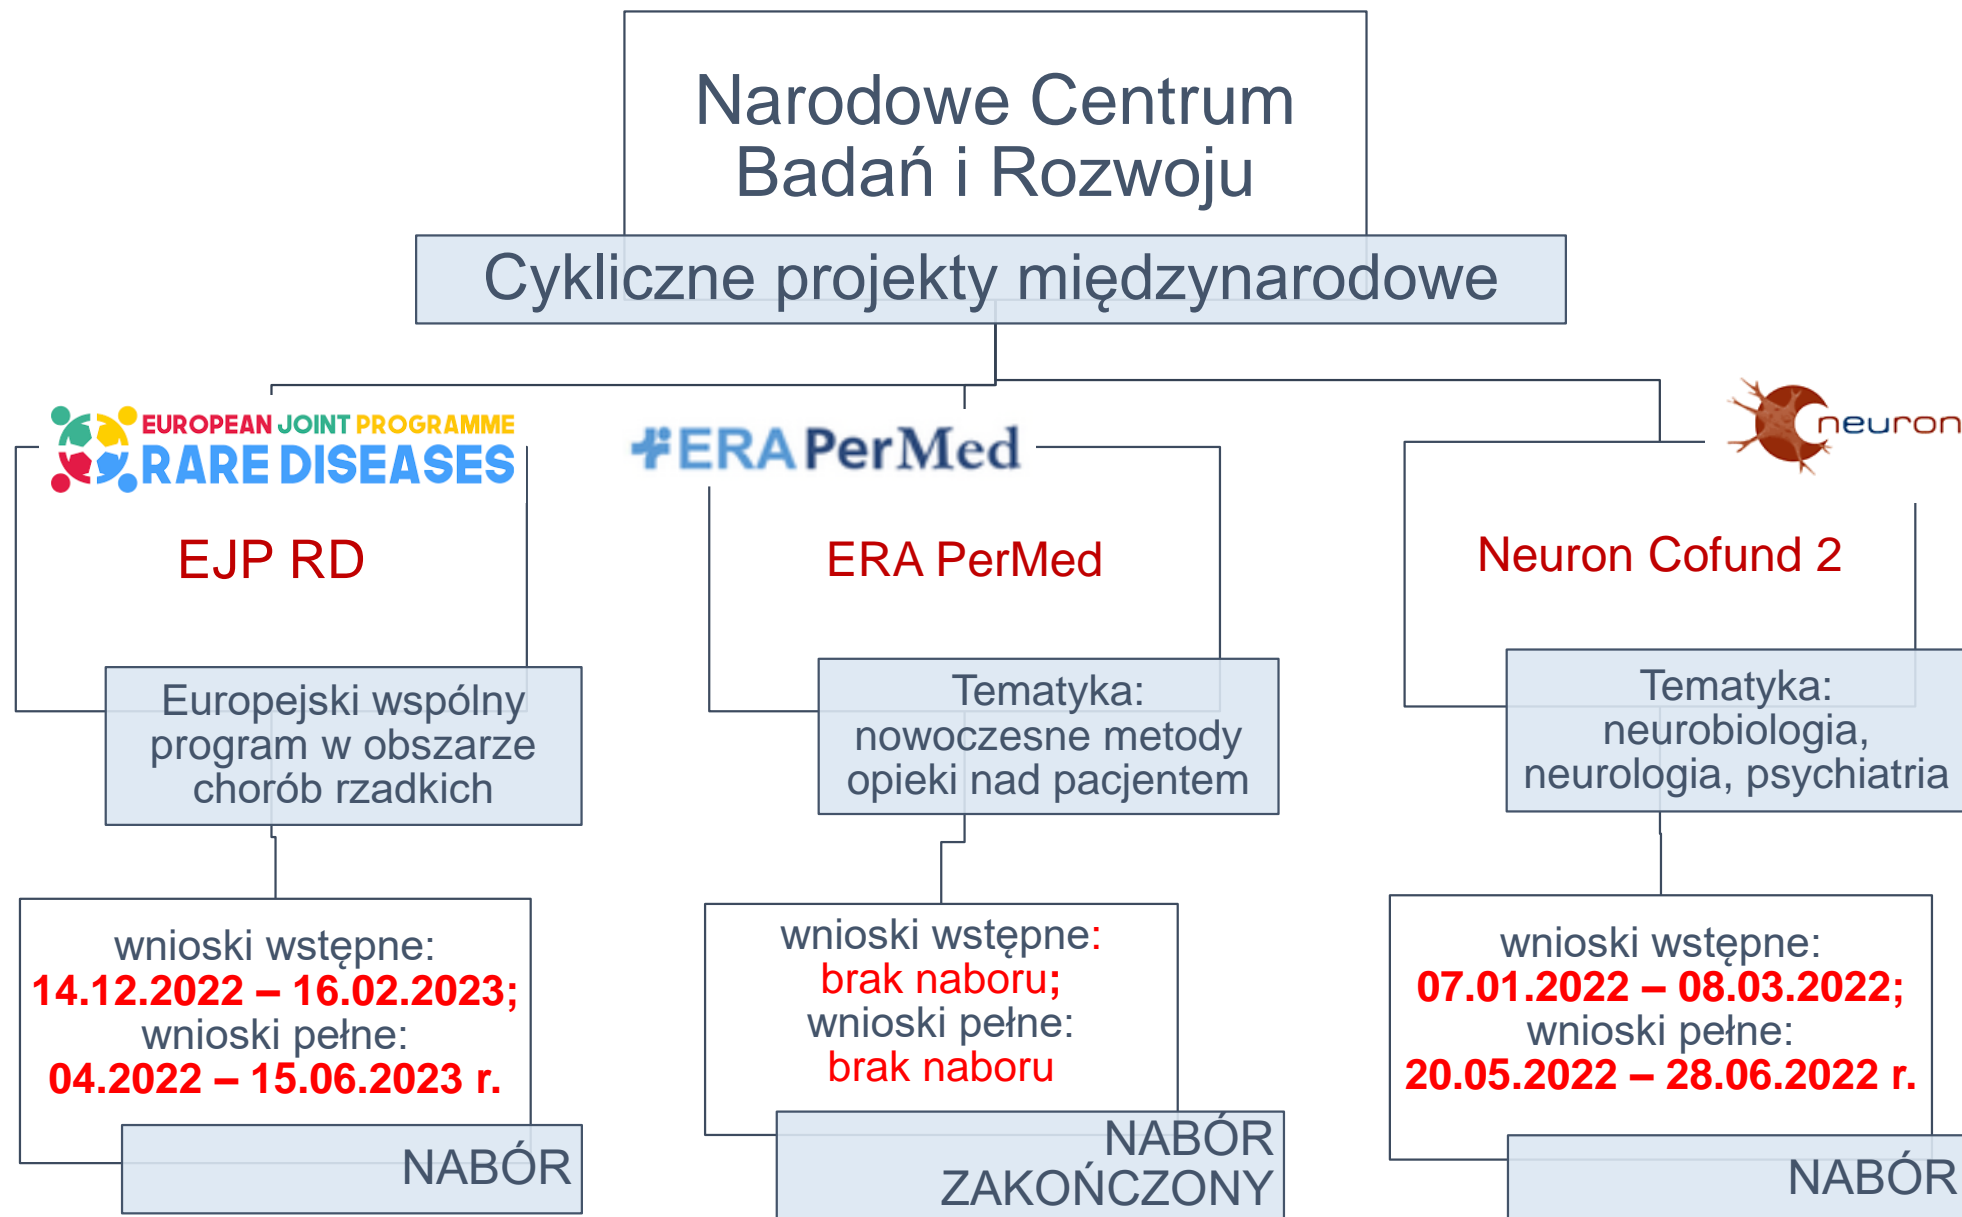 Narodowe Centrum
Badań i Rozwoju
Cykliczne projekty międzynarodowe
EUROPEAN JOINT PROGRAMME
RARE DISEASES
EJP RD
Europejski wspólny
program w obszarze
chorób rzadkich
wnioski wstępne:
14.12.2022 – 16.02.2023;
wnioski pełne:
04.2022 – 15.06.2023 r.
NABÓR
ERA PerMed
ERA PerMed
Tematyka:
nowoczesne metody
opieki nad pacjentem
wnioski wstępne:
brak naboru;
wnioski pełne:
brak naboru
NABÓR
ZAKOŃCZONY
neuron
Neuron Cofund 2
Tematyka:
neurobiologia,
neurologia, psychiatria
wnioski wstępne:
07.01.2022 – 08.03.2022;
wnioski pełne:
20.05.2022 – 28.06.2022 r.
NABÓR